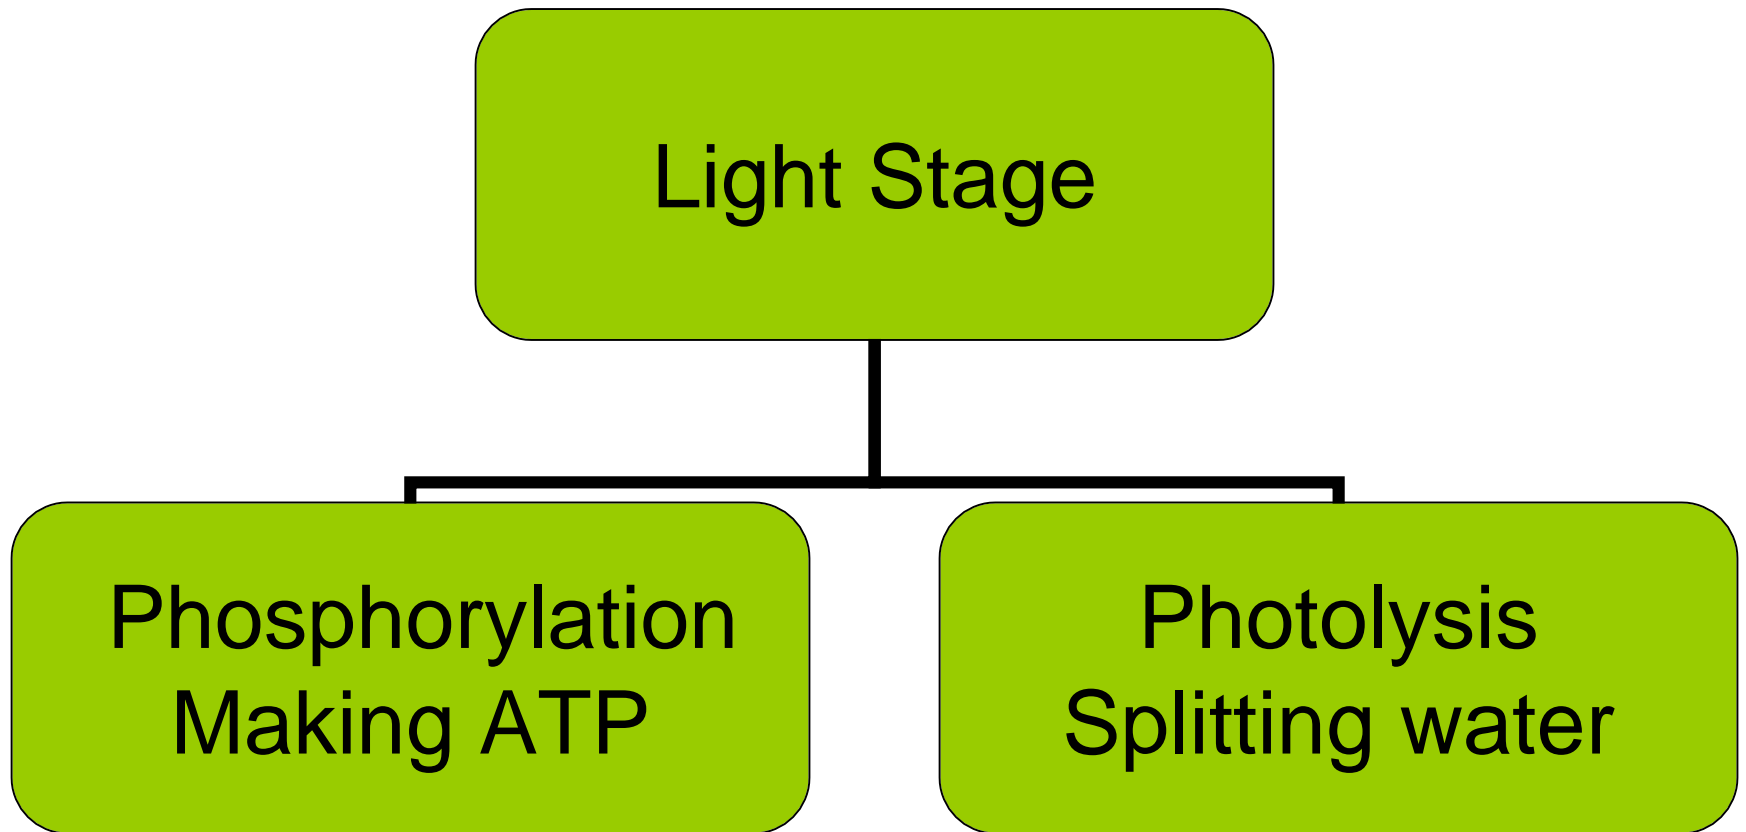 Light Stage
Phosphorylation
Making ATP
Photolysis
Splitting water